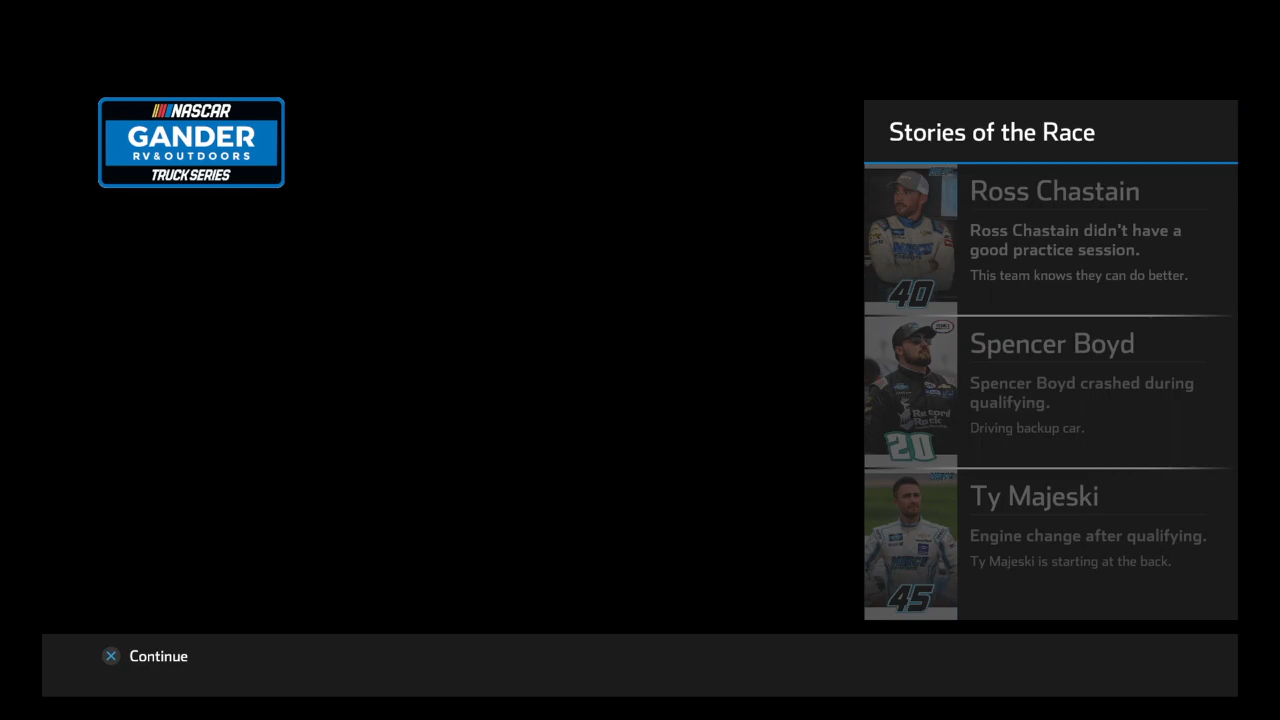 NASCAR
GANDER
RV & OUTDOORS
TRUCK SERIES
Stories of the Race
Ross Chastain
Ross Chastain didn't have a
good practice session.
This team knows they can do better.
40
Spencer Boyd
Spencer Boyd crashed during
qualifying.
Driving backup car.
Record
Rack
20
Ty Majeski
Engine change after qualifying.
Ty Majeski is starting at the back.
45
Continue